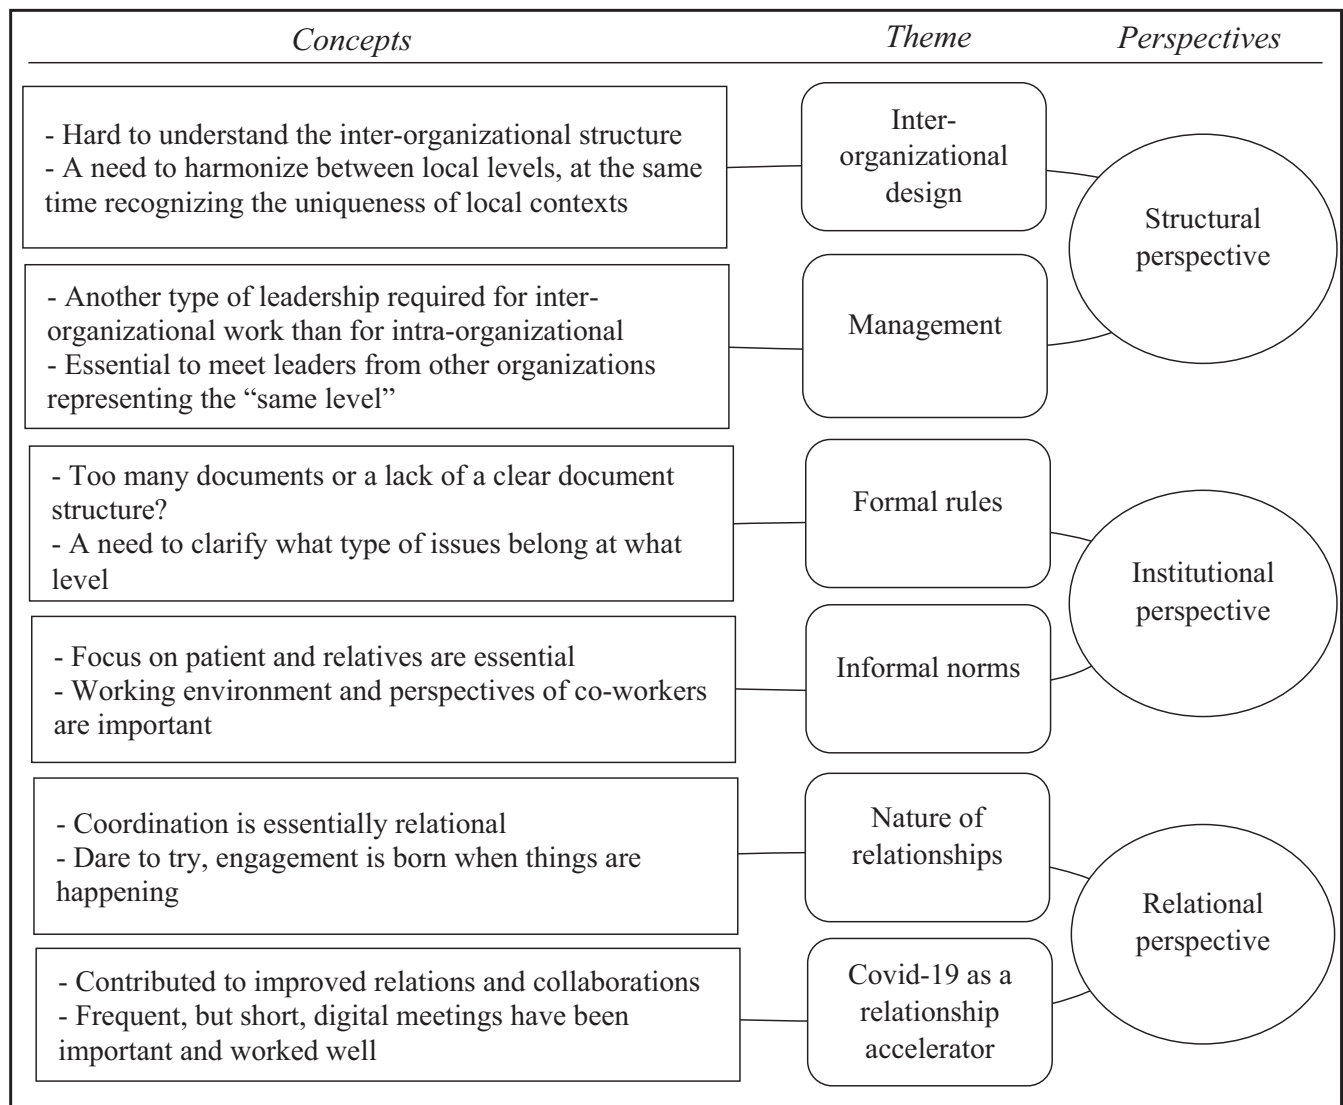 Concepts
Theme
Perspectives
- Hard to understand the inter-organizational structure
- A need to harmonize between local levels, at the same
time recognizing the uniqueness of local contexts
Inter-
organizational
design
Structural
perspective
- Another type of leadership required for inter-
organizational work than for intra-organizational
- Essential to meet leaders from other organizations
representing the “same level”
Management
- Too many documents or a lack of a clear document
structure?
- A need to clarify what type of issues belong at what
level
Formal rules
Institutional
perspective
- Focus on patient and relatives are essential
- Working environment and perspectives of co-workers
are important
Informal norms
- Coordination is essentially relational
- Dare to try, engagement is born when things are
happening
Nature of
relationships
Relational
perspective
- Contributed to improved relations and collaborations
- Frequent, but short, digital meetings have been
important and worked well
Covid-19 as a
relationship
accelerator